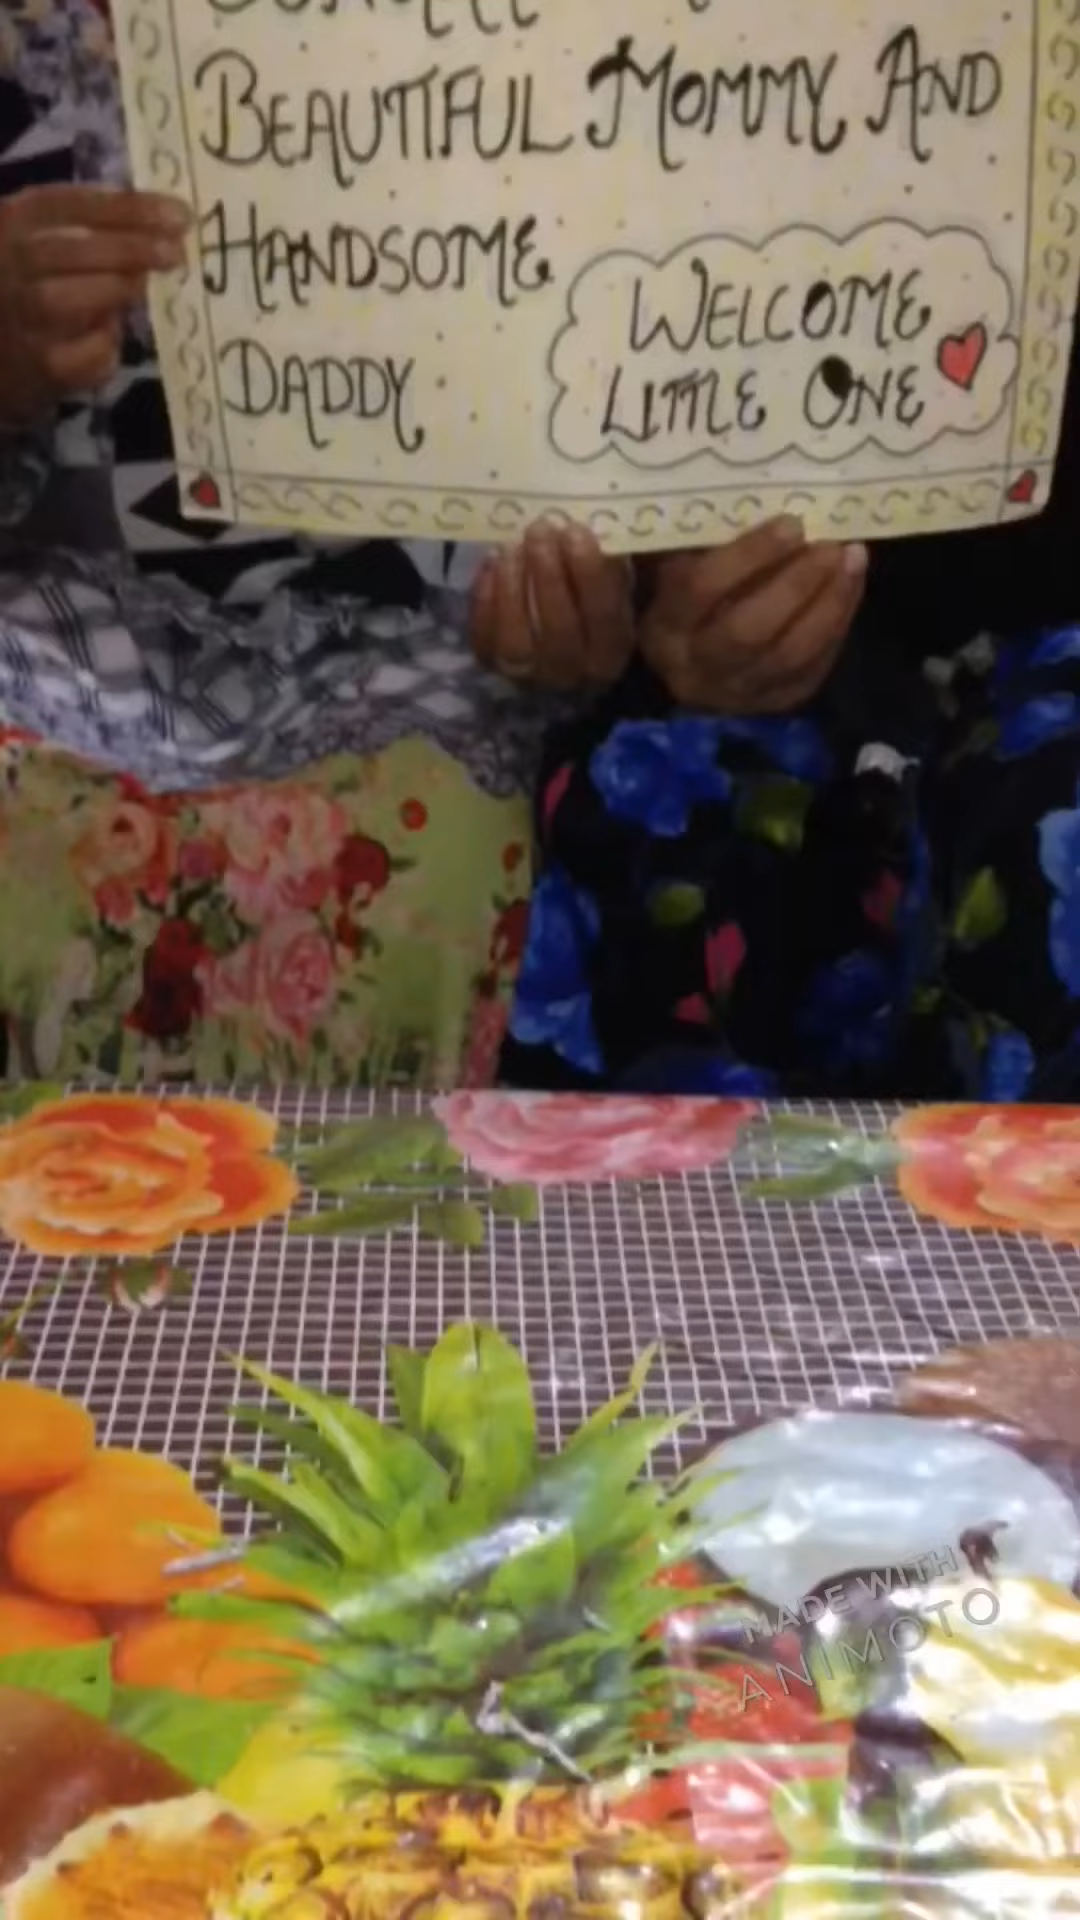 BEAUTIFUL MOMMY AND
HANDSOME
DADDY
WELCOME
LITTLE ONE
MADE WITH
ANIMOTO